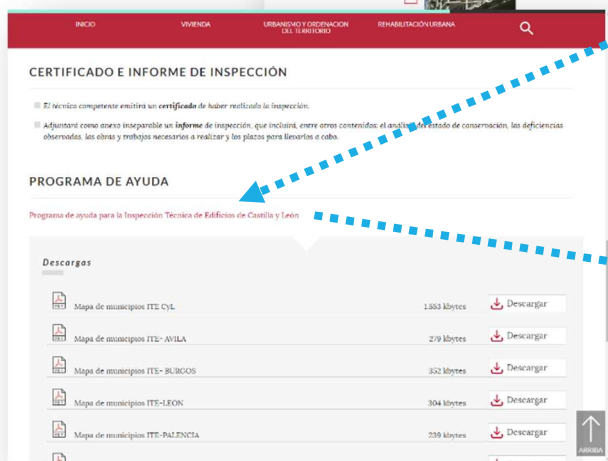 INICIO
VIVIENDA
URBANISMO Y ORDENACION
DEL TERRITORIO
REHABILITACIÓN URBANA
CERTIFICADO E INFORME DE INSPECCIÓN
El técnico competente emitirá un certificado de haber realizado la inspección.
Adjuntará como anexo inseparable un informe de inspección, que incluirá, entre otros contenidos: el análisis del estado de conservación, las deficiencias
observadas, las obras y trabajos necesarios a realizar y los plazos para llevarlos a cabo.
PROGRAMA DE AYUDA
Programa de ayuda para la Inspección Técnica de Edificios de Castilla y León
Descargas
Mapa de municipios ITE CyL
1.553 kbytes
Descargar
Mapa de municipios ITE- AVILA
279 kbytes
Descargar
Mapa de municipios ITE- BURGOS
352 kbytes
Descargar
Mapa de municipios ITE-LEON
304 kbytes
Descargar
Mapa de municipios ITE-PALENCIA
239 kbytes
Descargar
ARRIBA